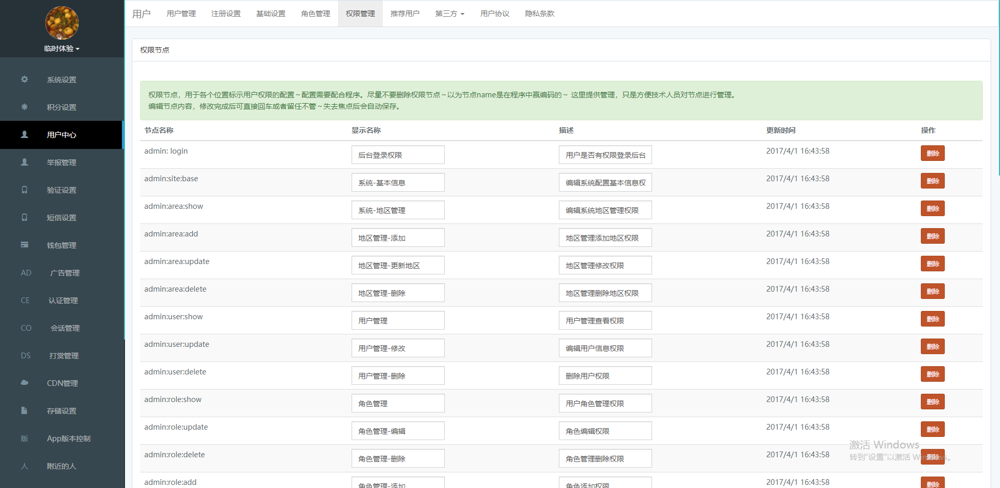 临时体验
系统设置
积分设置
用户中心
举报管理
验证设置
短信设置
钱包管理
AD 广告管理
CE 认证管理
CO 会话管理
DS 打赏管理
CDN管理
存储设置
版 App版本控制
人 附近的人
用户 用户管理 注册设置 基础设置 角色管理 权限管理 推荐用户 第三方 用户协议 隐私条款
权限节点
权限节点，用于各个位置标示用户权限的配置～配置需要配合程序。尽量不要删除权限节点～以为节点name是在程序中赢编码的～ 这里提供管理，只是方便技术人员对节点进行管理。
编辑节点内容，修改完成后可直接回车或者留任不管～失去焦点后会自动保存。
节点名称 显示名称 描述 更新时间 操作
admin: login 后台登录权限 用户是否有权限登录后台 2017/4/1 16:43:58 删除
admin:site:base 系统-基本信息 编辑系统配置基本信息权 2017/4/1 16:43:58 删除
admin:area:show 系统-地区管理 编辑系统地区管理权限 2017/4/1 16:43:58 删除
admin:area:add 地区管理-添加 地区管理添加地区权限 2017/4/1 16:43:58 删除
admin:area:update 地区管理-更新地区 地区管理修改权限 2017/4/1 16:43:58 删除
admin:area:delete 地区管理-删除 地区管理删除地区权限 2017/4/1 16:43:58 删除
admin:user:show 用户管理 用户管理查看权限 2017/4/1 16:43:58 删除
admin:user:update 用户管理-修改 编辑用户信息权限 2017/4/1 16:43:58 删除
admin:user:delete 用户管理-删除 删除用户权限 2017/4/1 16:43:58 删除
admin:role:show 角色管理 用户角色管理权限 2017/4/1 16:43:58 删除
admin:role:update 角色管理-编辑 角色编辑权限 2017/4/1 16:43:58 删除
admin:role:delete 角色管理-删除 角色管理删除权限 2017/4/1 16:43:58 删除
admin:role:add 角色管理-添加 角色添加权限 2017/4/1 16:43:58 删除
激活 Windows
转到"设置"以激活 Windows。